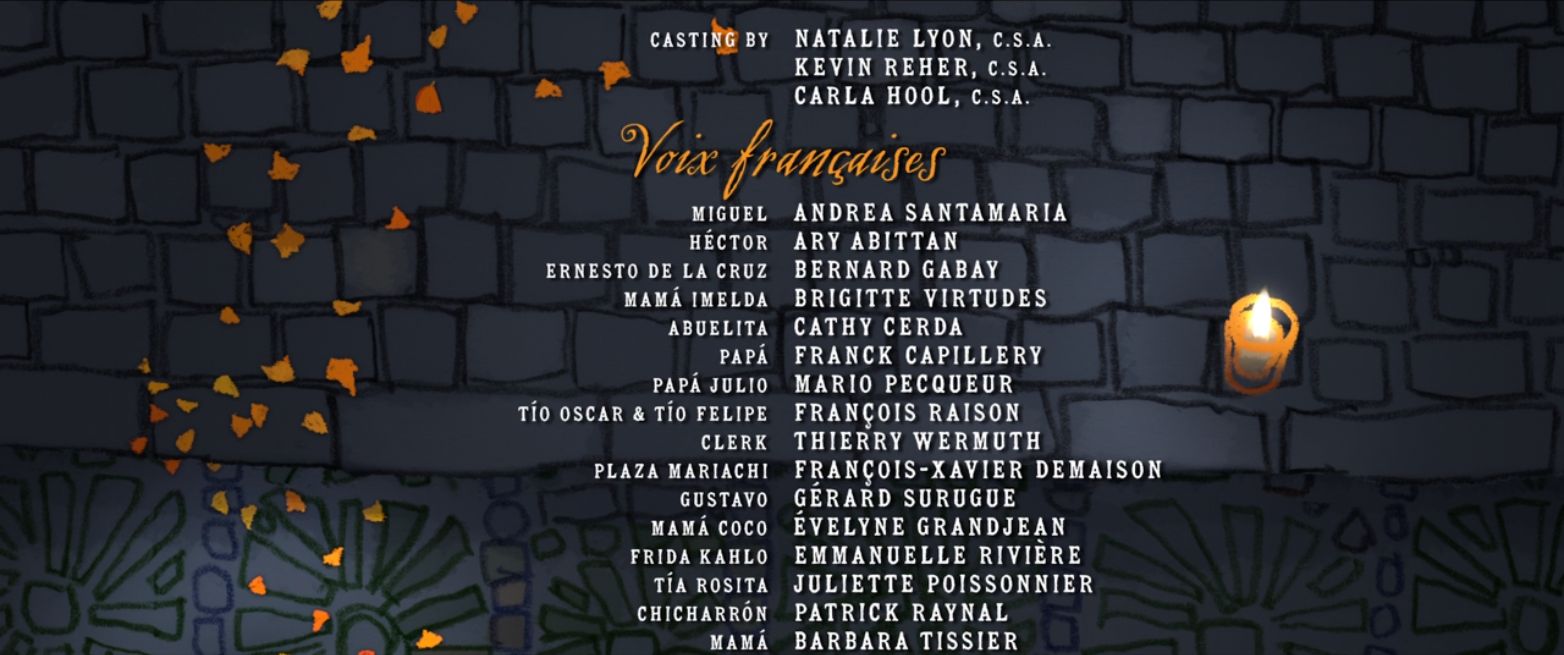 CASTING BY NATALIE LYON, C.S.A.
KEVIN REHER, C.S.A.
CARLA HOOL, C.S.A.
Voix françaises
MIGUEL ANDREA SANTAMARIA
HÉCTOR ARY ABITTAN
ERNESTO DE LA CRUZ BERNARD GABAY
MAMÁ IMELDA BRIGITTE VIRTUDES
ABUELITA CATHY CERDA
PAPÁ FRANCK CAPILLERY
PAPÁ JULIO MARIO PECQUEUR
TÍO OSCAR & TÍO FELIPE FRANÇOIS RAISON
CLERK THIERRY WERMUTH
PLAZA MARIACHI FRANÇOIS-XAVIER DEMAISON
GUSTAVO GÉRARD SURUGUE
MAMÁ COCO ÉVELYNE GRANDJEAN
FRIDA KAHLO EMMANUELLE RIVIÈRE
TÍA ROSITA JULIETTE POISSONNIER
CHICHARRÓN PATRICK RAYNAL
MAMÁ BARBARA TISSIER